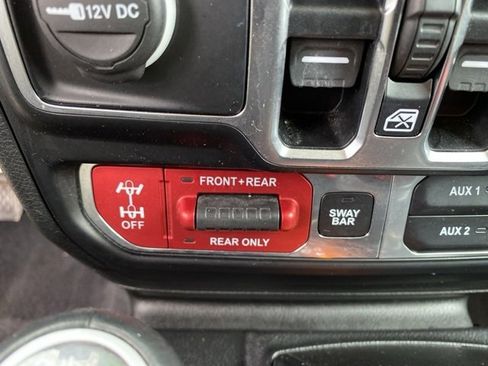 12V DC
FRONT+REAR
OFF
REAR ONLY
SWAY
BAR
AUX 1
AUX 2